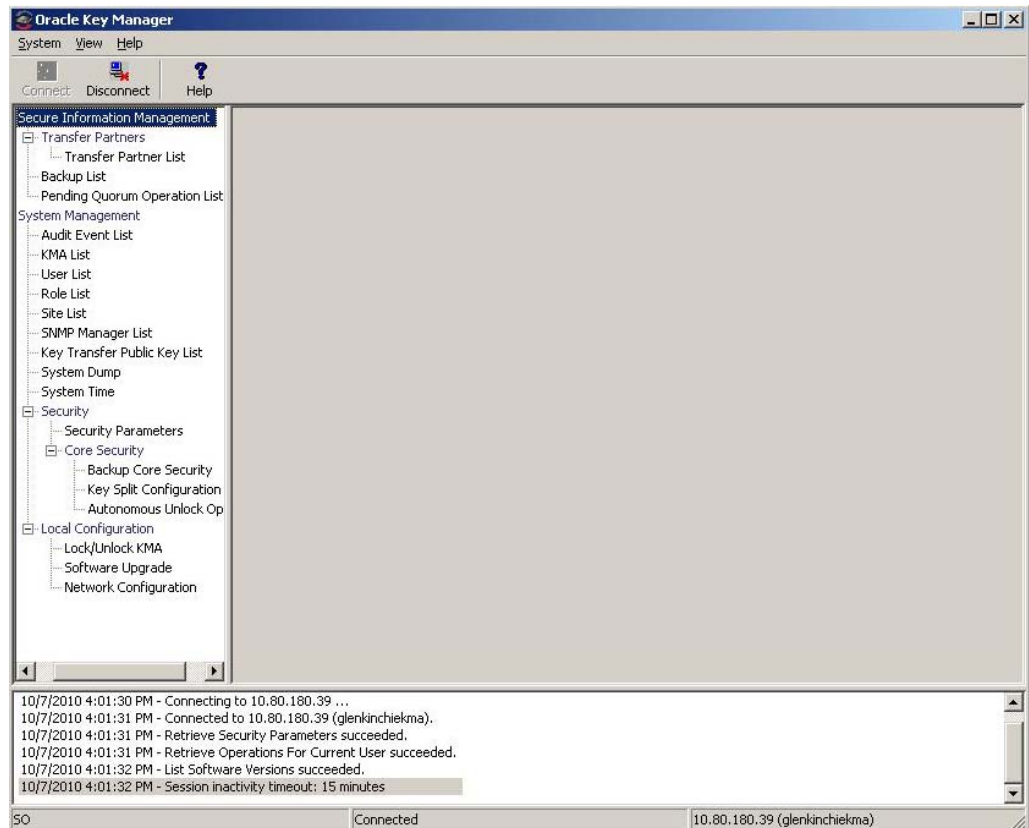 Oracle Key Manager
System View Help
Connect Disconnect Help
Secure Information Management
Transfer Partners
Transfer Partner List
Backup List
Pending Quorum Operation List
System Management
Audit Event List
KMA List
User List
Role List
Site List
SNMP Manager List
Key Transfer Public Key List
System Dump
System Time
Security
Security Parameters
Core Security
Backup Core Security
Key Split Configuration
Autonomous Unlock Op
Local Configuration
Lock/Unlock KMA
Software Upgrade
Network Configuration
10/7/2010 4:01:30 PM - Connecting to 10.80.180.39 ...
10/7/2010 4:01:31 PM - Connected to 10.80.180.39 (glenkinchiekma).
10/7/2010 4:01:31 PM - Retrieve Security Parameters succeeded.
10/7/2010 4:01:31 PM - Retrieve Operations For Current User succeeded.
10/7/2010 4:01:32 PM - List Software Versions succeeded.
10/7/2010 4:01:32 PM - Session inactivity timeout: 15 minutes
SO Connected 10.80.180.39 (glenkinchiekma)